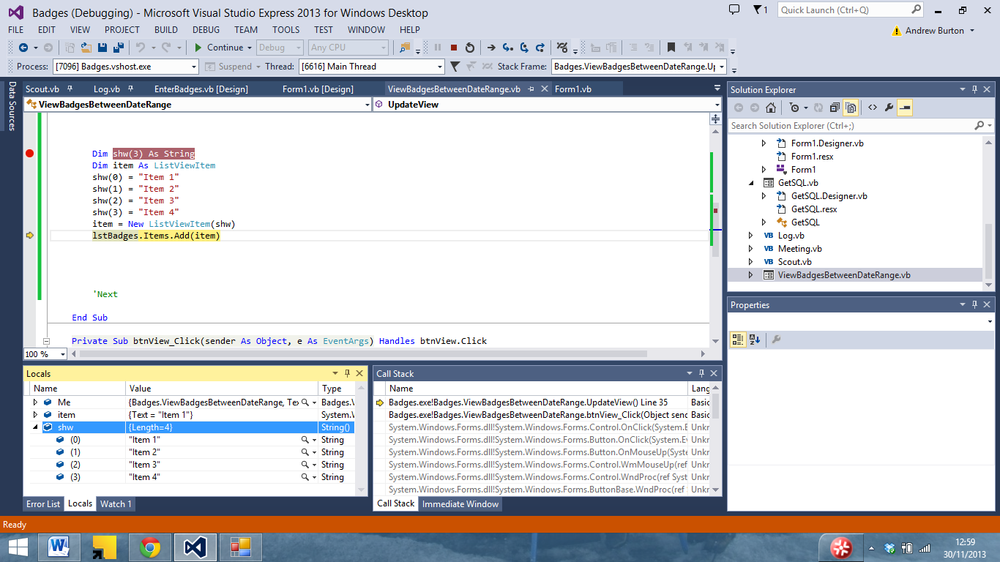 Badges (Debugging) - Microsoft Visual Studio Express 2013 for Windows Desktop
1
Quick Launch (Ctrl+Q)
FILE EDIT VIEW PROJECT BUILD DEBUG TEAM TOOLS TEST WINDOW HELP
Andrew Burton
Continue Debug Any CPU
Process: [7096] Badges.vshost.exe Suspend Thread: [6616] Main Thread Stack Frame: Badges.ViewBadgesBetweenDateRange.Up
Data Sources
Scout.vb Log.vb EnterBadges.vb [Design] Form1.vb [Design] ViewBadgesBetweenDateRange.vb Form1.vb
ViewBadgesBetweenDateRange UpdateView
Dim shw(3) As String
Dim item As ListViewItem
shw(0) = "Item 1"
shw(1) = "Item 2"
shw(2) = "Item 3"
shw(3) = "Item 4"
item = New ListViewItem(shw)
lstBadges.Items.Add(item)
'Next
End Sub
Private Sub btnView_Click(sender As Object, e As EventArgs) Handles btnView.Click
100 %
Solution Explorer
Search Solution Explorer (Ctrl+;)
Form1.Designer.vb
Form1.resx
Form1
GetSQL.vb
GetSQL.Designer.vb
GetSQL.resx
GetSQL
VB Log.vb
VB Meeting.vb
VB Scout.vb
ViewBadgesBetweenDateRange.vb
Properties
Locals
Name Value Type
Me {Badges.ViewBadgesBetweenDateRange, Tex Badges.V
item {Text = "Item 1"} System.W
shw {Length=4} String()
(0) "Item 1" String
(1) "Item 2" String
(2) "Item 3" String
(3) "Item 4" String
Error List Locals Watch 1
Call Stack
Name Lang
Badges.exe!Badges.ViewBadgesBetweenDateRange.UpdateView() Line 35 Basic
Badges.exe!Badges.ViewBadgesBetweenDateRange.btnView_Click(Object send Basic
System.Windows.Forms.dll!System.Windows.Forms.Control.OnClick(System.E Unkn
System.Windows.Forms.dll!System.Windows.Forms.Button.OnClick(System.Ev Unkn
System.Windows.Forms.dll!System.Windows.Forms.Button.OnMouseUp(Syste Unkn
System.Windows.Forms.dll!System.Windows.Forms.Control.WmMouseUp(ref Unkn
System.Windows.Forms.dll!System.Windows.Forms.Control.WndProc(ref Syst Unkn
System.Windows.Forms.dll!System.Windows.Forms.ButtonBase.WndProc(ref Unkn
Call Stack Immediate Window
Ready
12:59
30/11/2013